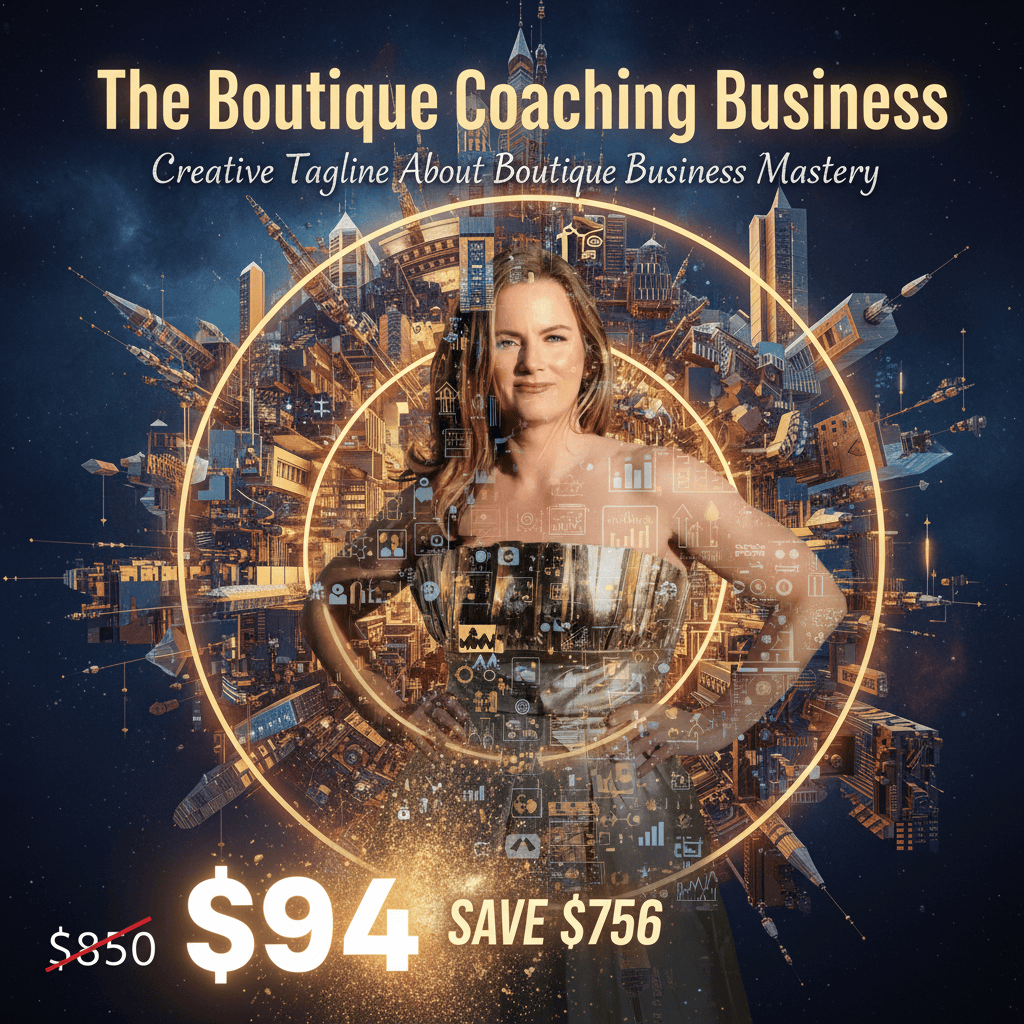 The Boutique Coaching Business
Creative Tagline About Boutique Business Mastery
$850 $94 SAVE $756